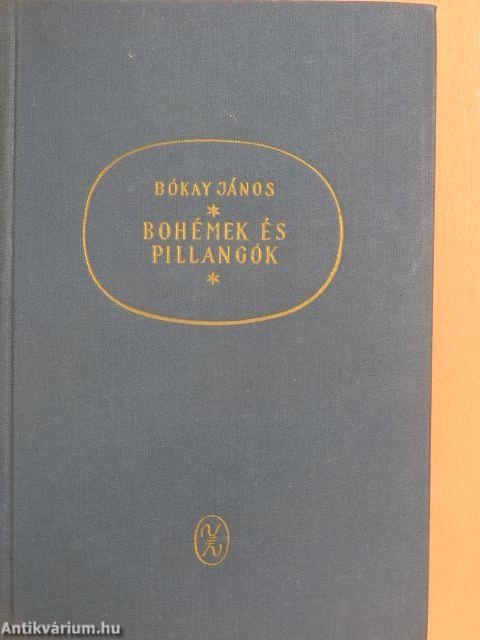 BÓKAY JÁNOS
*
BOHÉMEK ÉS
PILLANGÓK
*
Antikvárium.hu